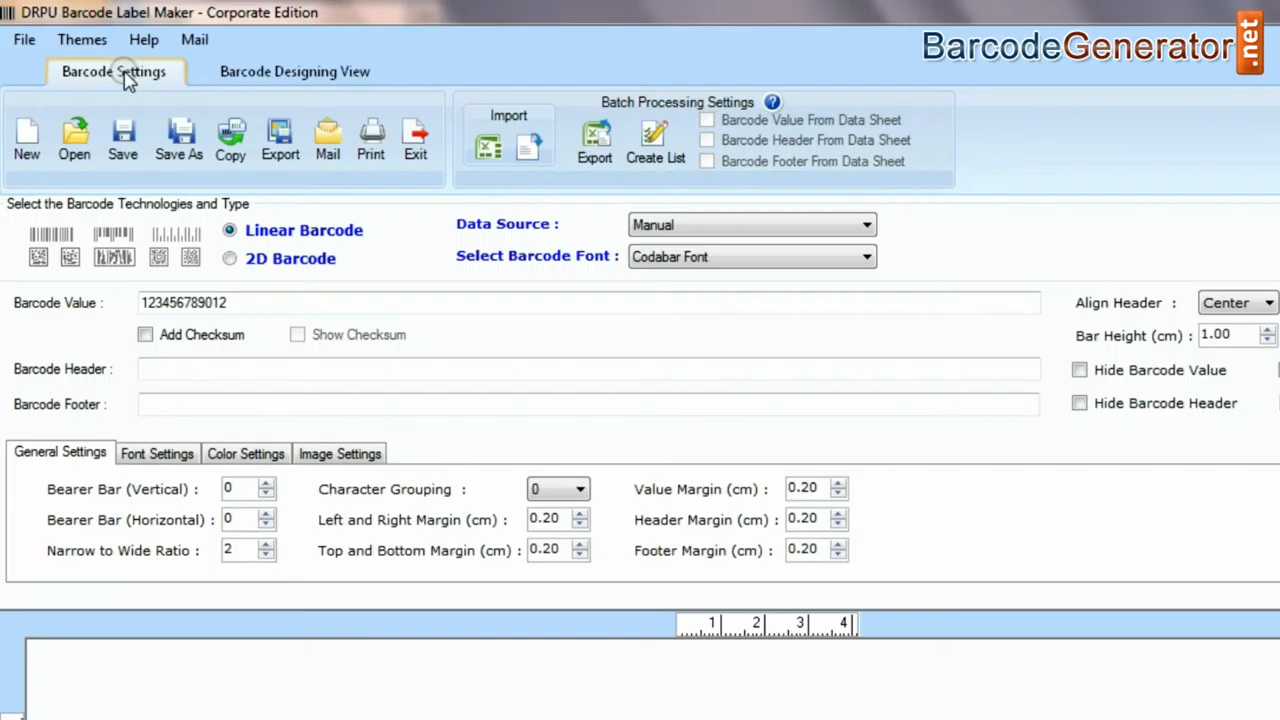 DRPU Barcode Label Maker - Corporate Edition
File Themes Help Mail
BarcodeGenerator.net
Barcode Settings Barcode Designing View
New Open Save Save As Copy Export Mail Print Exit
Import
Batch Processing Settings ?
Export Create List
Barcode Value From Data Sheet
Barcode Header From Data Sheet
Barcode Footer From Data Sheet
Select the Barcode Technologies and Type
Linear Barcode
2D Barcode
Data Source : Manual
Select Barcode Font : Codabar Font
Barcode Value : 123456789012
Add Checksum Show Checksum
Barcode Header :
Barcode Footer :
Align Header : Center
Bar Height (cm) : 1.00
Hide Barcode Value
Hide Barcode Header
General Settings Font Settings Color Settings Image Settings
Bearer Bar (Vertical) : 0 Character Grouping : 0 Value Margin (cm) : 0.20
Bearer Bar (Horizontal) : 0 Left and Right Margin (cm) : 0.20 Header Margin (cm) : 0.20
Narrow to Wide Ratio : 2 Top and Bottom Margin (cm) : 0.20 Footer Margin (cm) : 0.20
1 2 3 4